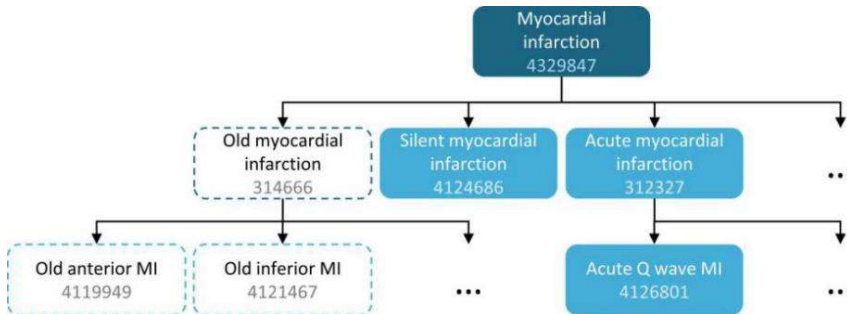 Myocardial
infarction
4329847
Old myocardial
infarction
314666
Silent myocardial
infarction
4124686
Acute myocardial
infarction
312327
..
Old anterior MI
4119949
Old inferior MI
4121467
...
Acute Q wave MI
4126801
..